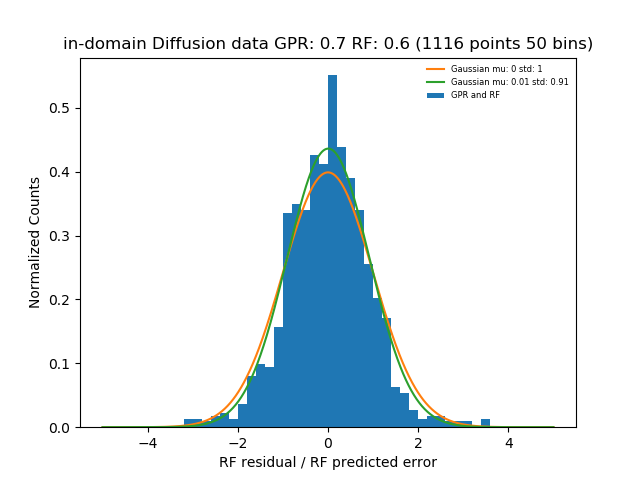 in-domain Diffusion data GPR: 0.7 RF: 0.6 (1116 points 50 bins)
Gaussian mu: 0 std: 1
Gaussian mu: 0.01 std: 0.91
GPR and RF
Normalized Counts
0.5
0.4
0.3
0.2
0.1
0.0
−4
−2
0
2
4
RF residual / RF predicted error